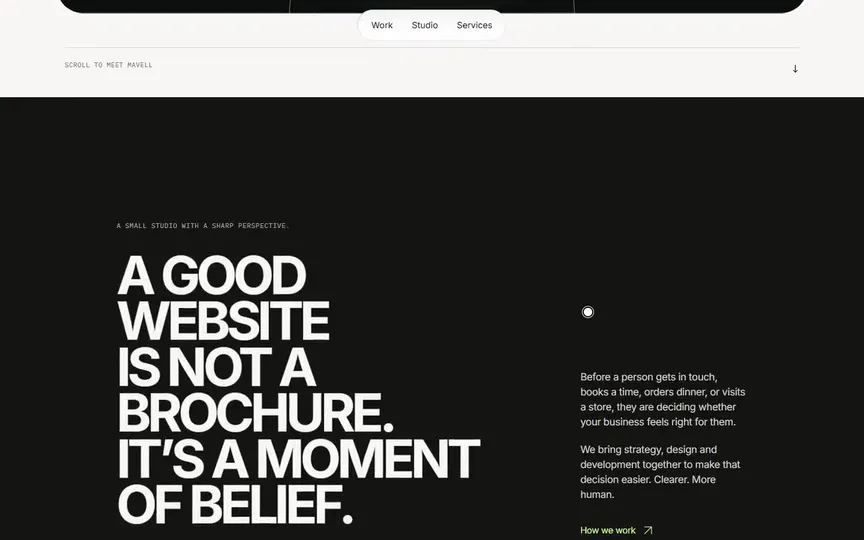 Work Studio Services
SCROLL TO MEET MAVELL
↓
A SMALL STUDIO WITH A SHARP PERSPECTIVE.
A GOOD
WEBSITE
IS NOT A
BROCHURE.
IT’S A MOMENT
OF BELIEF.
Before a person gets in touch,
books a time, orders dinner, or visits
a store, they are deciding whether
your business feels right for them.
We bring strategy, design and
development together to make that
decision easier. Clearer. More
human.
How we work